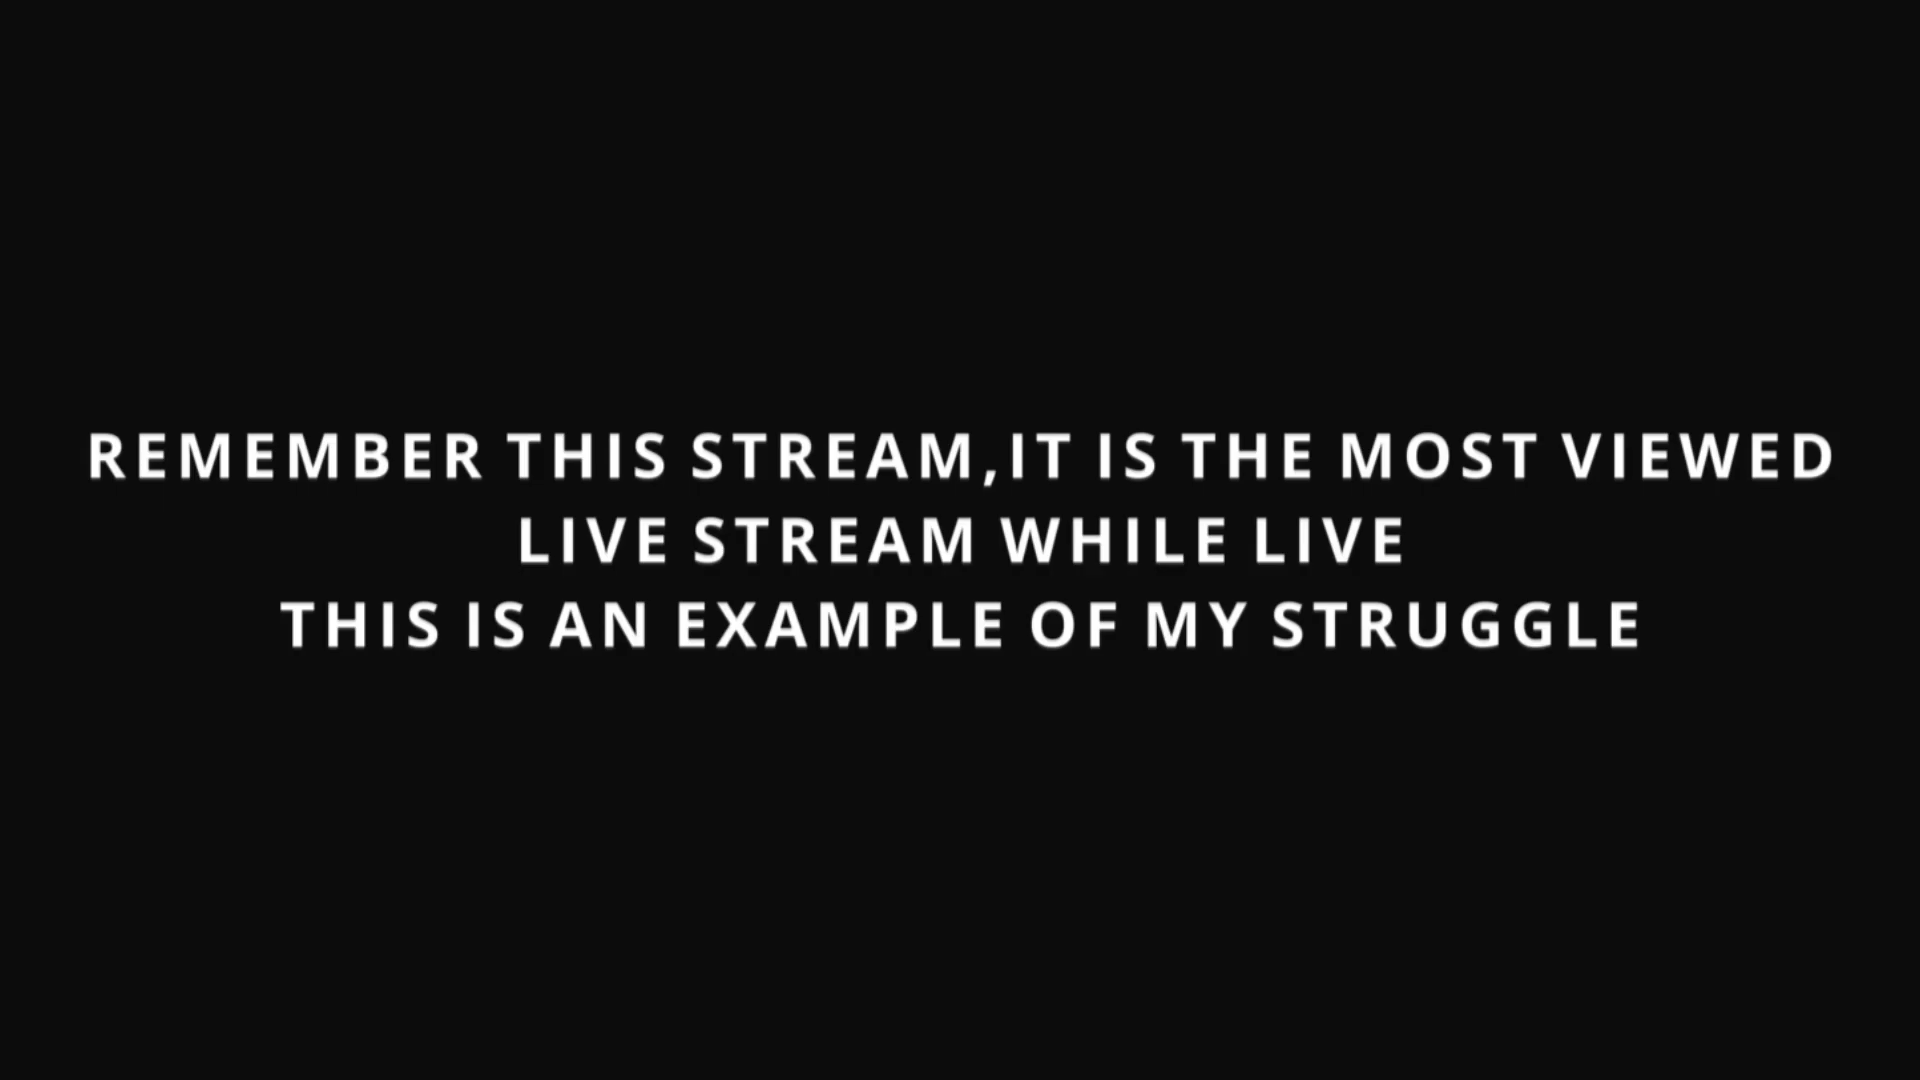 REMEMBER THIS STREAM,IT IS THE MOST VIEWED
LIVE STREAM WHILE LIVE
THIS IS AN EXAMPLE OF MY STRUGGLE